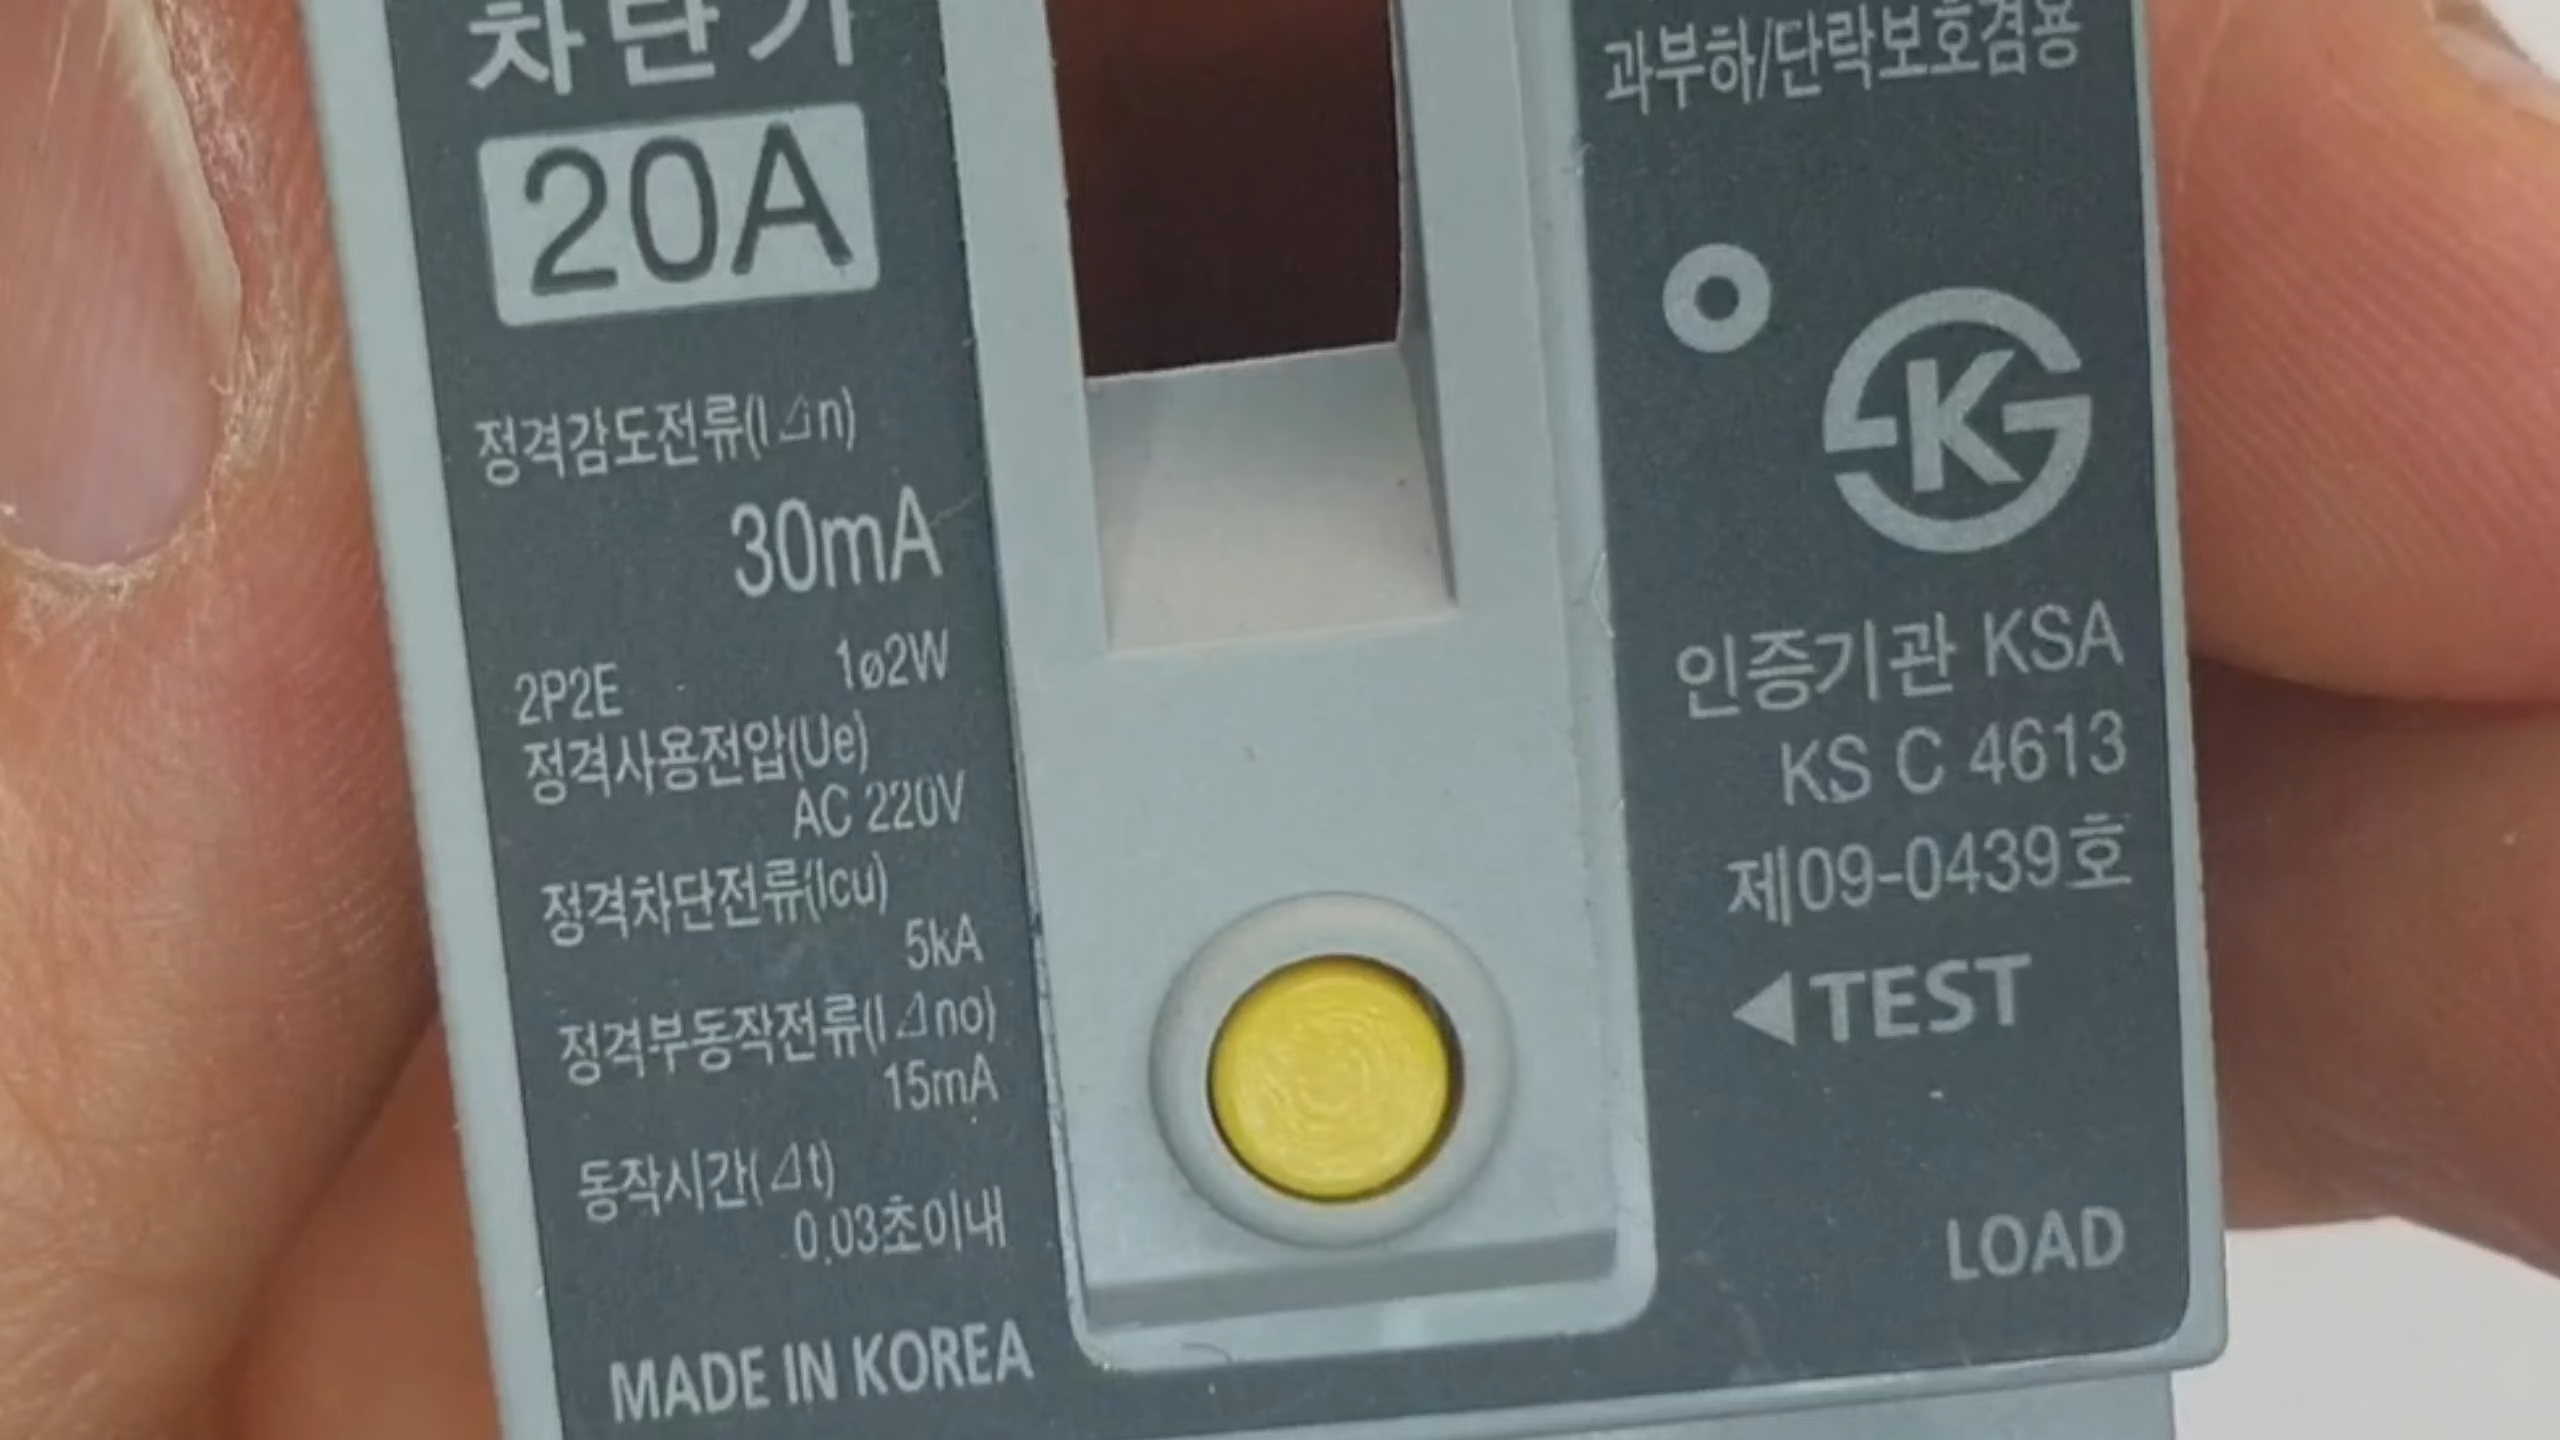 차단기
20A
정격감도전류(I⊿n)
30mA
2P2E 1ø2W
정격사용전압(Ue)
AC 220V
정격차단전류(Icu)
5kA
정격부동작전류(I⊿no)
15mA
동작시간(⊿t)
0.03초이내
MADE IN KOREA
과부하/단락보호겸용
K
인증기관 KSA
KS C 4613
제09-0439호
◀TEST
LOAD